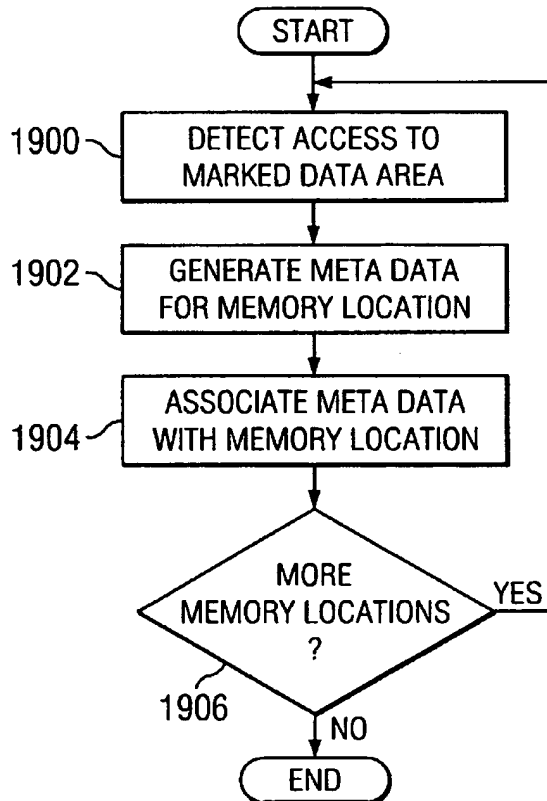 START
1900
DETECT ACCESS TO
MARKED DATA AREA
1902
GENERATE META DATA
FOR MEMORY LOCATION
1904
ASSOCIATE META DATA
WITH MEMORY LOCATION
MORE
MEMORY LOCATIONS
?
YES
1906
NO
END